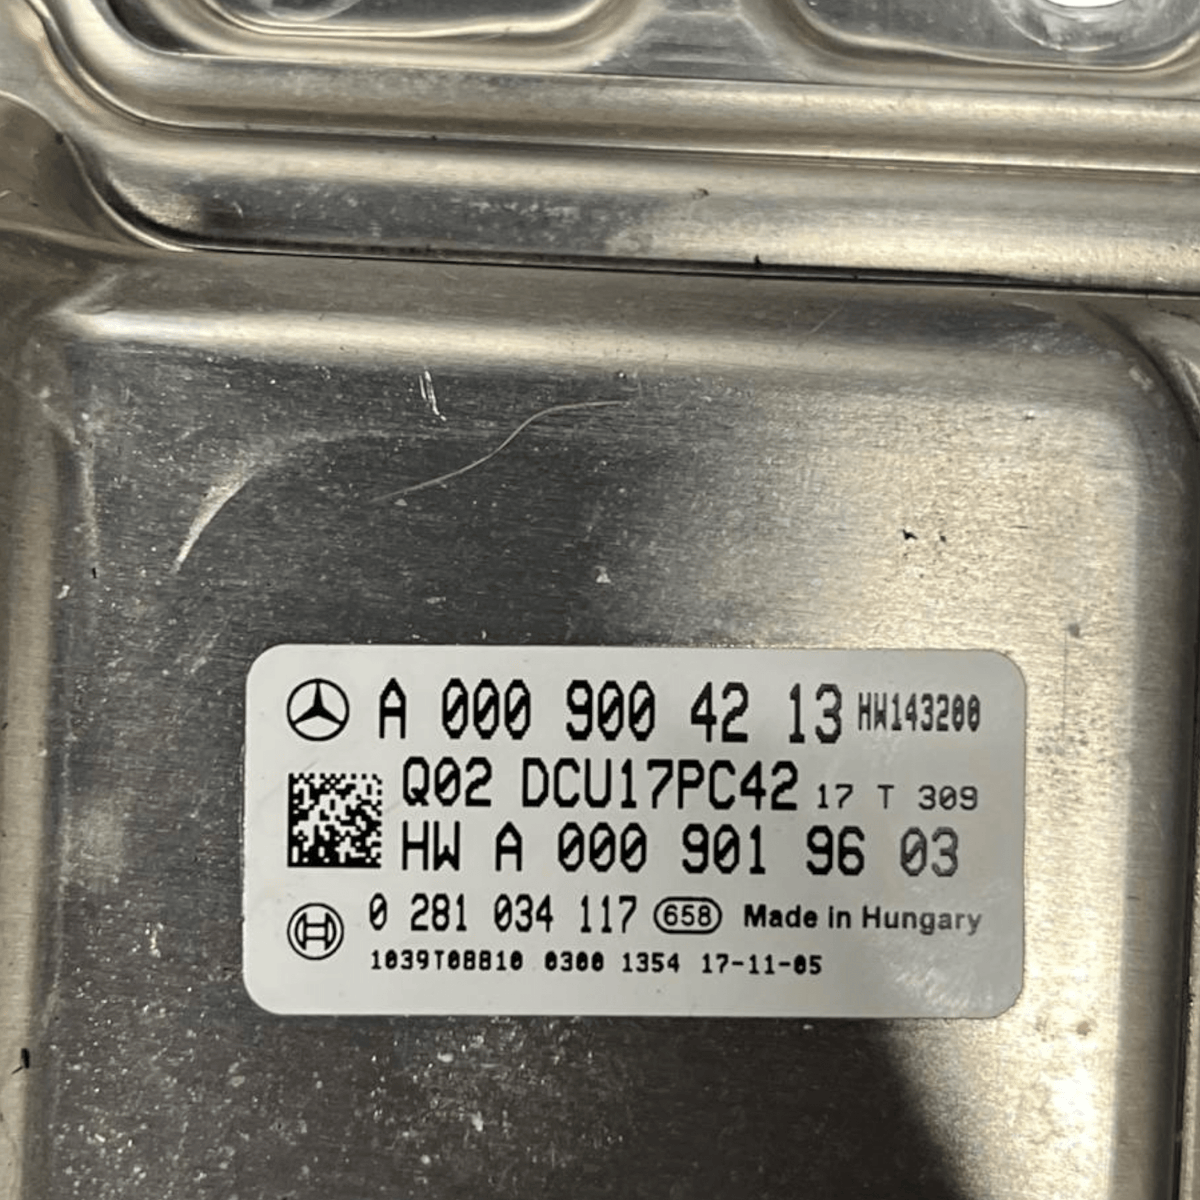 A 000 900 42 13 HW143200
Q02 DCU17PC42 17 T 309
HW A 000 901 96 03
0 281 034 117 658 Made in Hungary
1039T08810 0300 1354 17-11-05